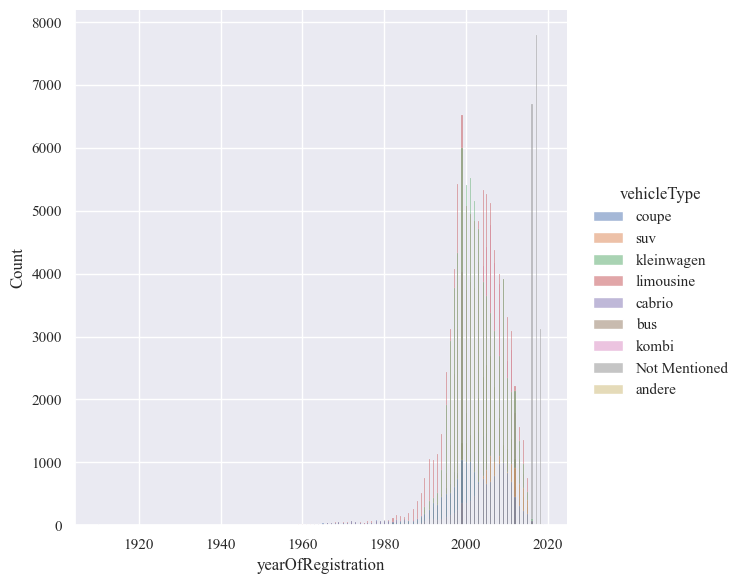 8000
7000
6000
5000
4000
3000
2000
1000
0
Count
1920
1940
1960
1980
2000
2020
yearOfRegistration
vehicleType
coupe
suv
kleinwagen
limousine
cabrio
bus
kombi
Not Mentioned
andere